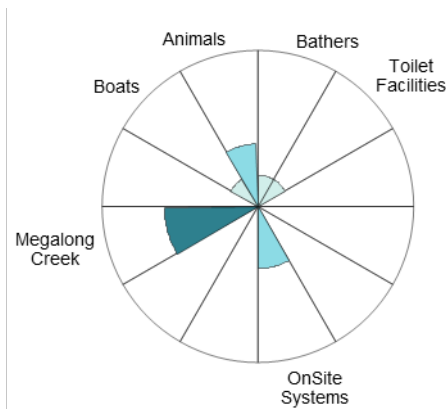 Animals
Bathers
Boats
Toilet
Facilities
Megalong
Creek
OnSite
Systems